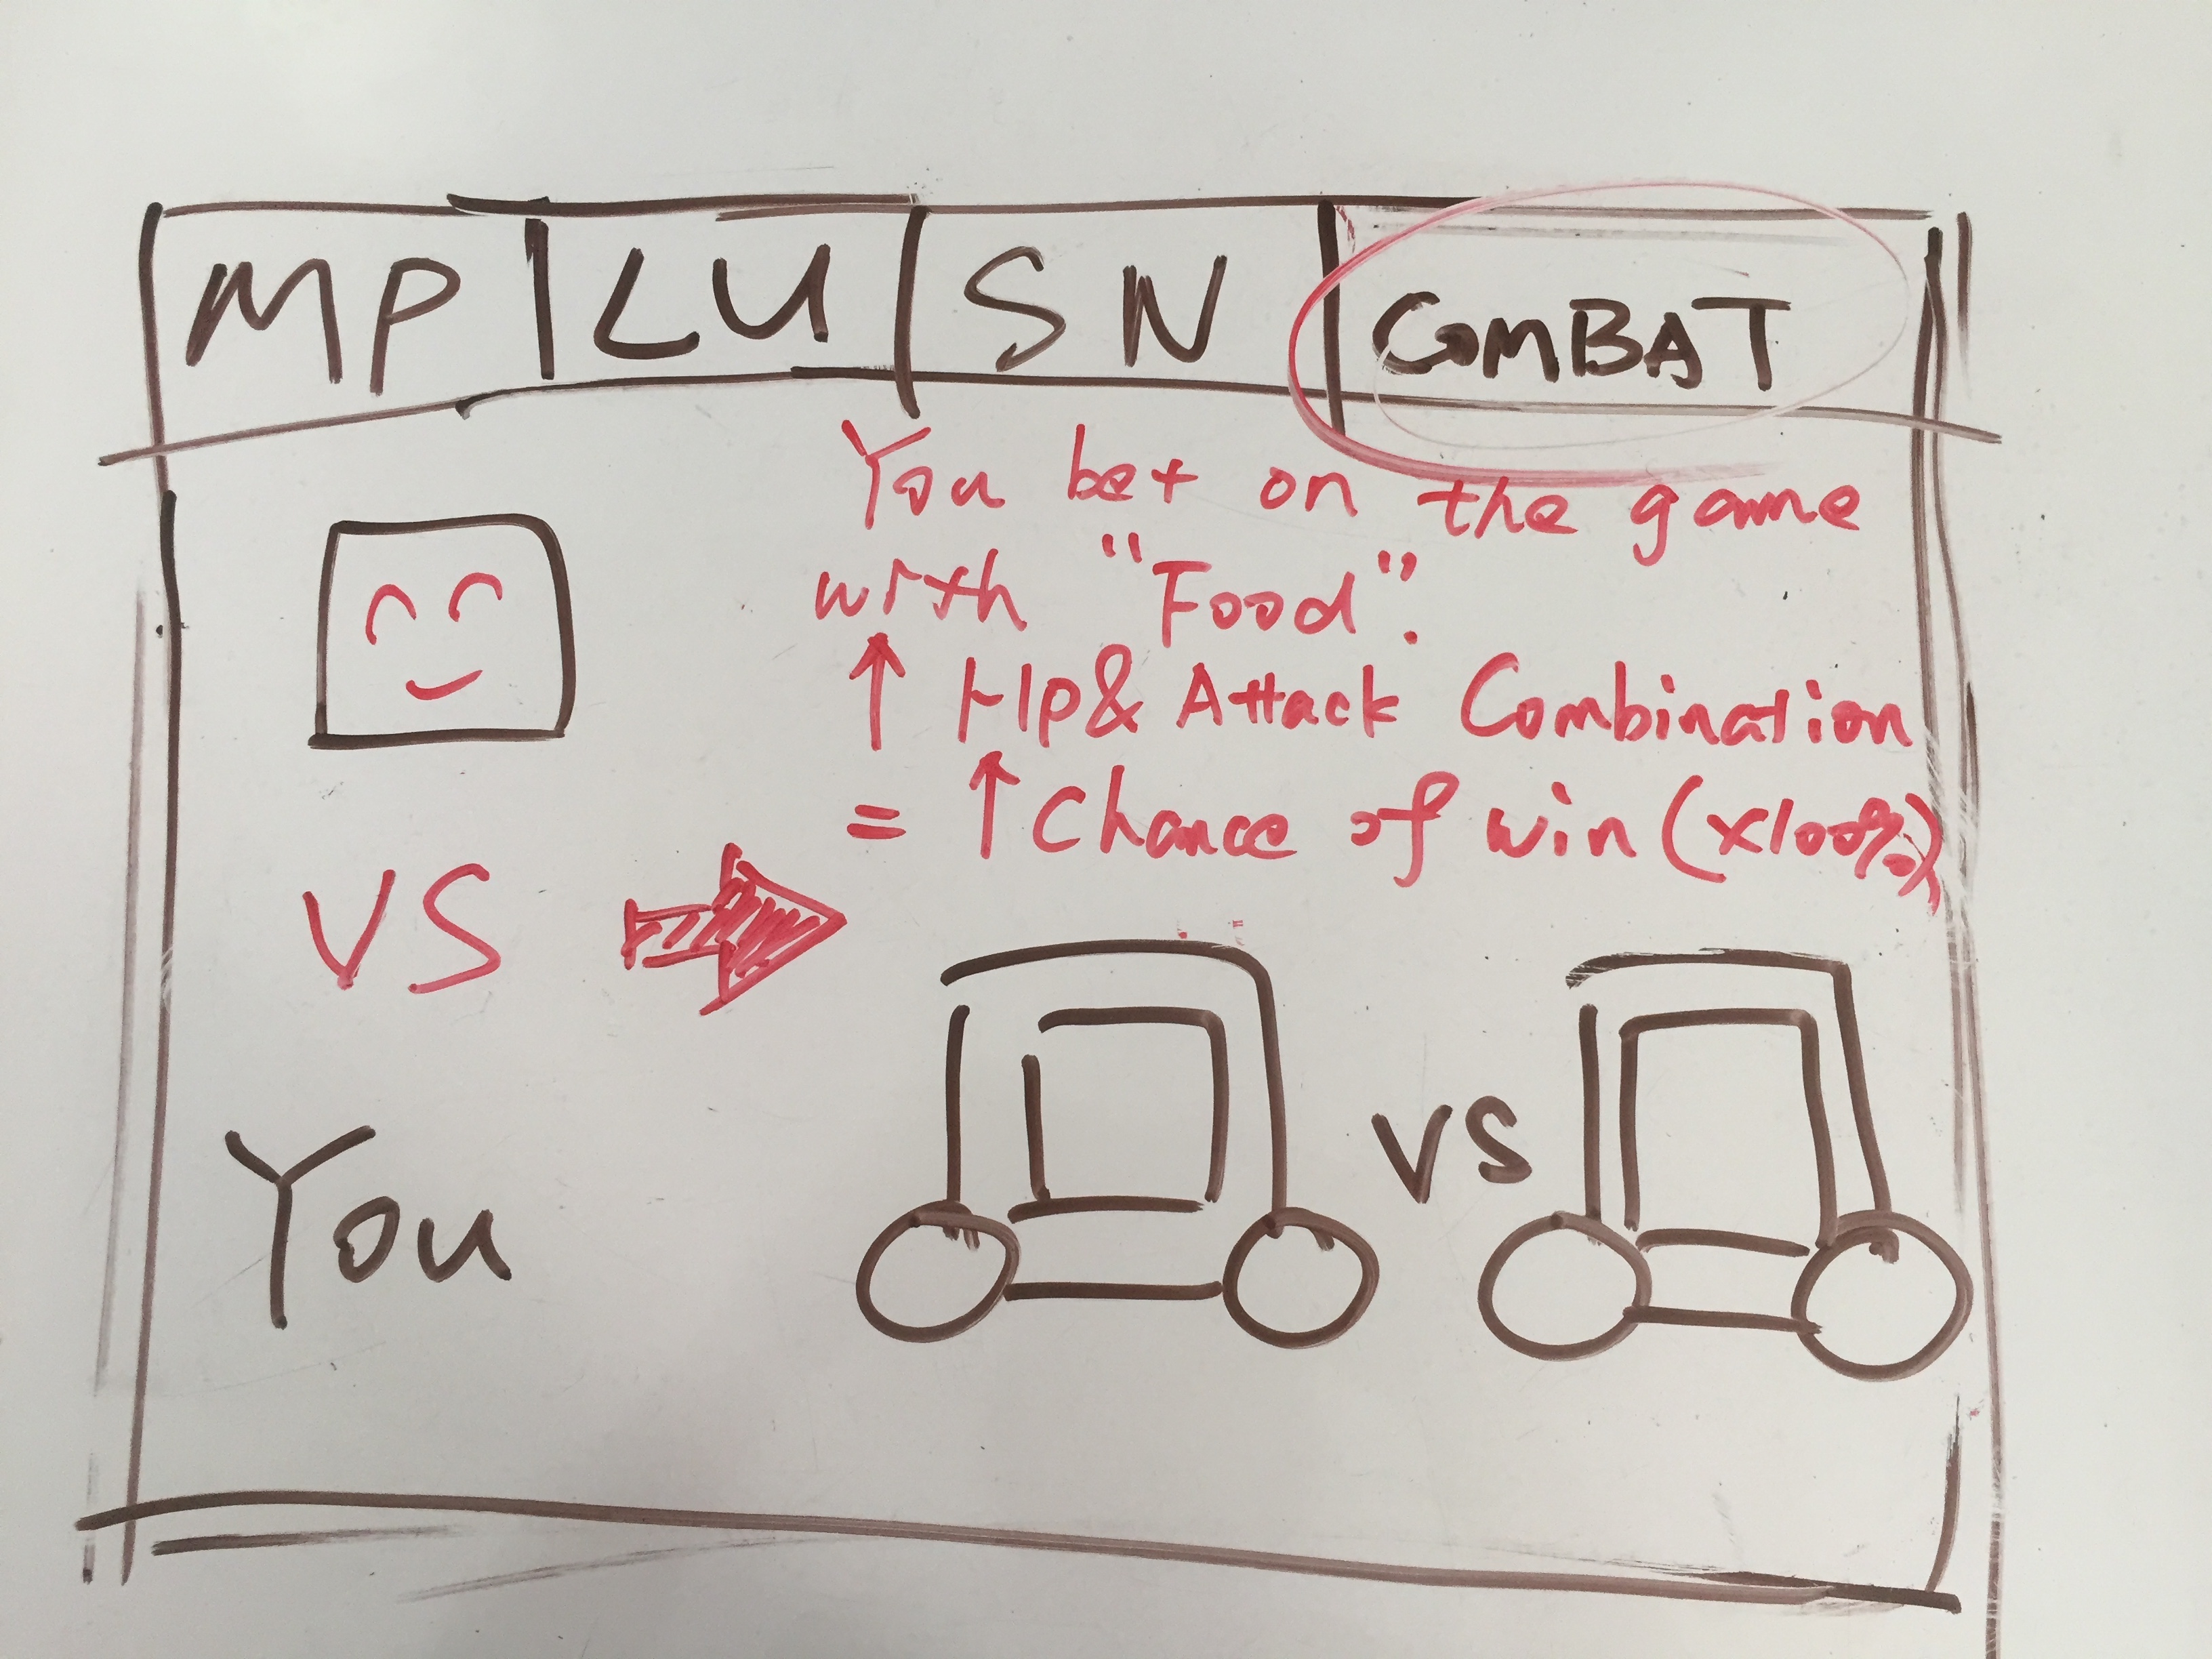 MP LU SN COMBAT
You bet on the game
with "Food".
↑ Hp & Attack Combination
= ↑ Chance of win (x100%)
VS
You
VS